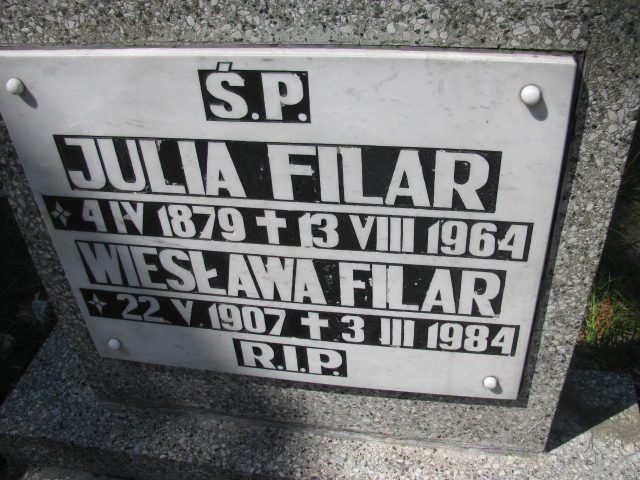 Ś.P.
JULIA FILAR
4 IV 1879 ✝ 13 VIII 1964
WIESŁAWA FILAR
22 V. 1907 ✝ 3 III 1984
R.I.P.